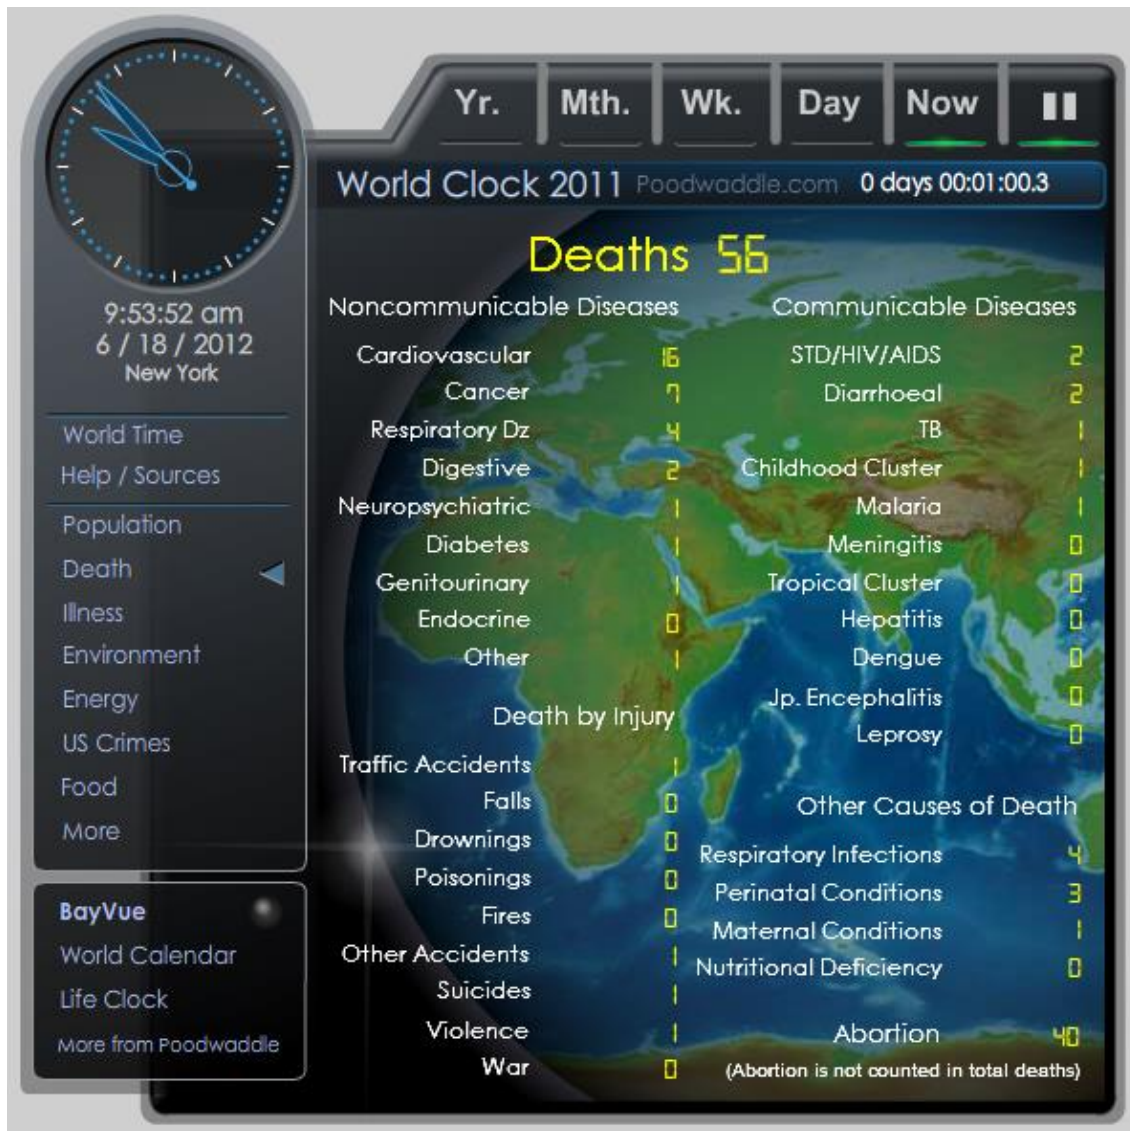 Yr. Mth. Wk. Day Now
World Clock 2011 Poodwaddle.com 0 days 00:01:00.3
9:53:52 am
6 / 18 / 2012
New York
World Time
Help / Sources
Population
Death
Illness
Environment
Energy
US Crimes
Food
More
BayVue
World Calendar
Life Clock
More from Poodwaddle
Deaths 56
Noncommunicable Diseases
Cardiovascular 16
Cancer 7
Respiratory Dz 4
Digestive 2
Neuropsychiatric 1
Diabetes 1
Genitourinary 1
Endocrine 0
Other 1
Death by Injury
Traffic Accidents 1
Falls 0
Drownings 0
Poisonings 0
Fires 0
Other Accidents 1
Suicides 1
Violence 1
War 0
Communicable Diseases
STD/HIV/AIDS 2
Diarrhoeal 2
TB 1
Childhood Cluster 1
Malaria 1
Meningitis 0
Tropical Cluster 0
Hepatitis 0
Dengue 0
Jp. Encephalitis 0
Leprosy 0
Other Causes of Death
Respiratory Infections 4
Perinatal Conditions 3
Maternal Conditions 1
Nutritional Deficiency 0
Abortion 40
(Abortion is not counted in total deaths)